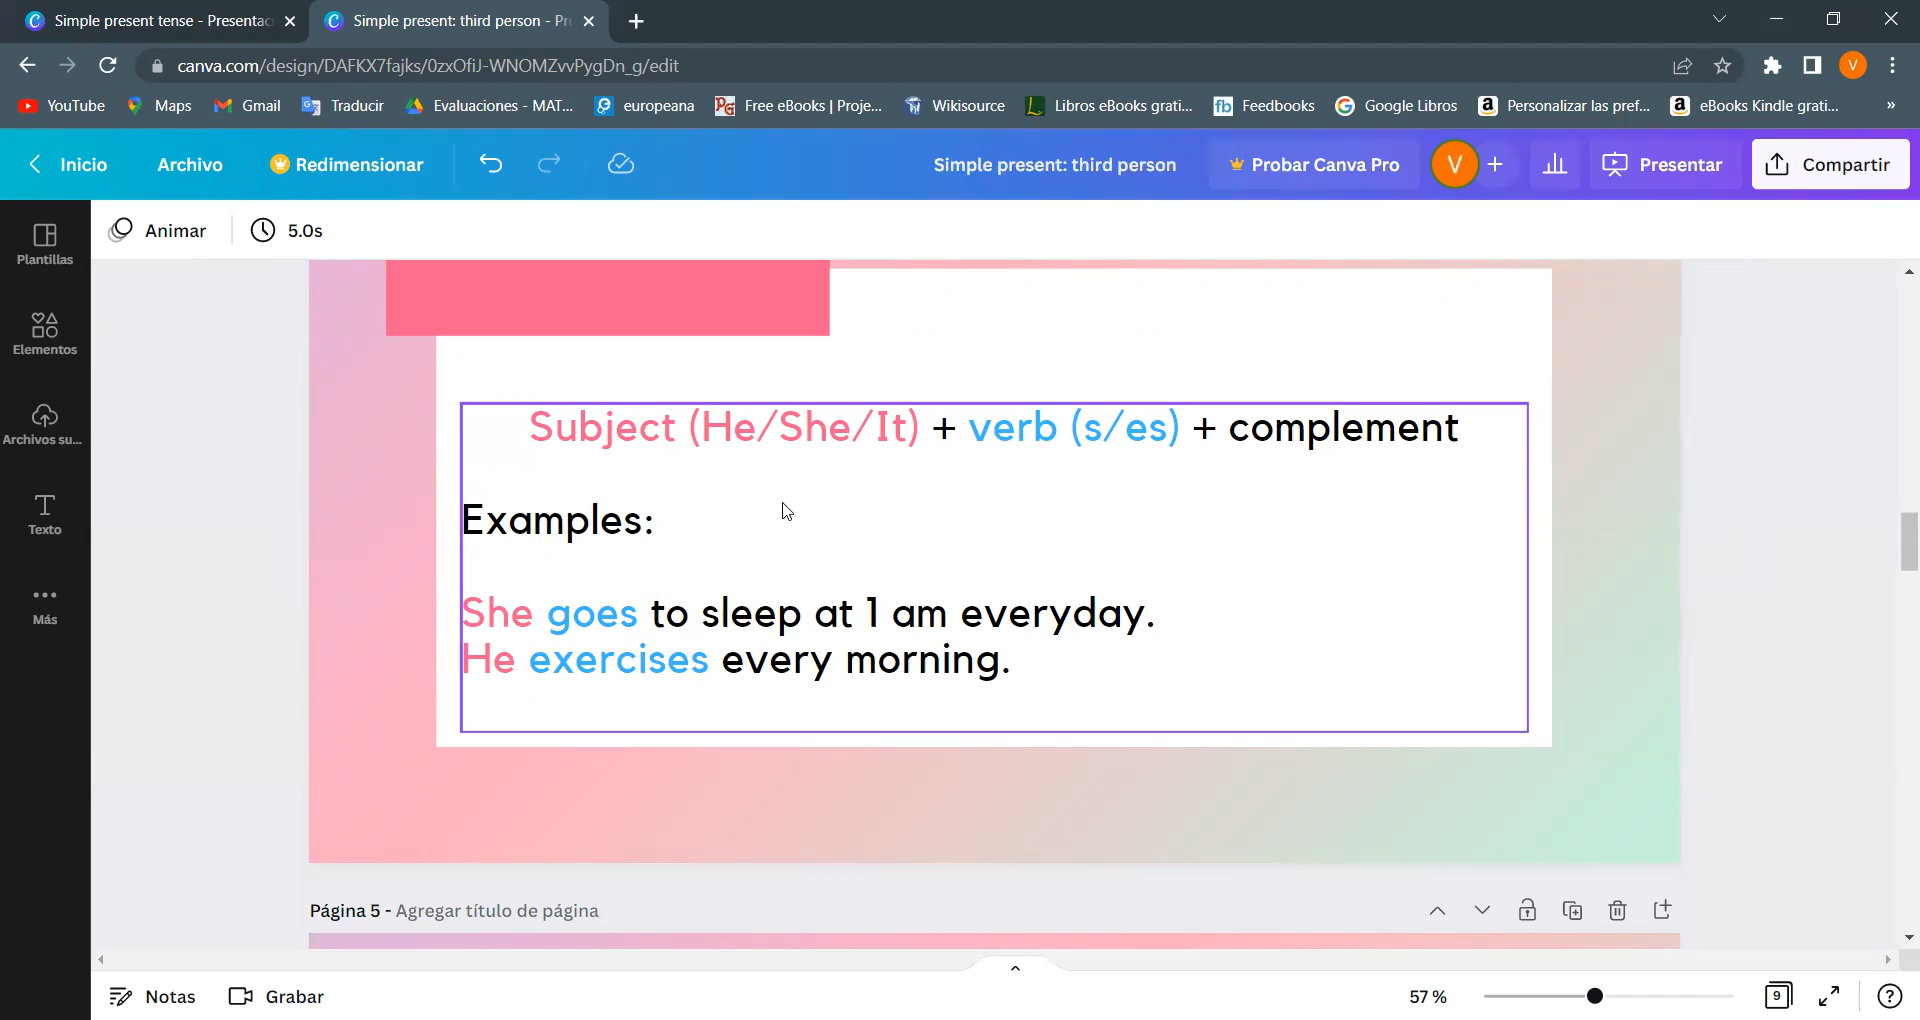 Simple present tense - Presentac
Simple present: third person - Pr
canva.com/design/DAFKX7fajks/0zxOfiJ-WNOMZvvPygDn_g/edit
V
YouTube
Maps
Gmail
Traducir
Evaluaciones - MAT...
europeana
Free eBooks | Proje...
Wikisource
Libros eBooks grati...
Feedbooks
Google Libros
Personalizar las pref...
eBooks Kindle grati...
»
Inicio
Archivo
Redimensionar
Simple present: third person
Probar Canva Pro
V
Presentar
Compartir
Plantillas
Elementos
Archivos su...
Texto
Más
Animar
5.0s
Subject (He/She/It) + verb (s/es) + complement
Examples:
She goes to sleep at 1 am everyday.
He exercises every morning.
Página 5 - Agregar título de página
Notas
Grabar
57 %
9